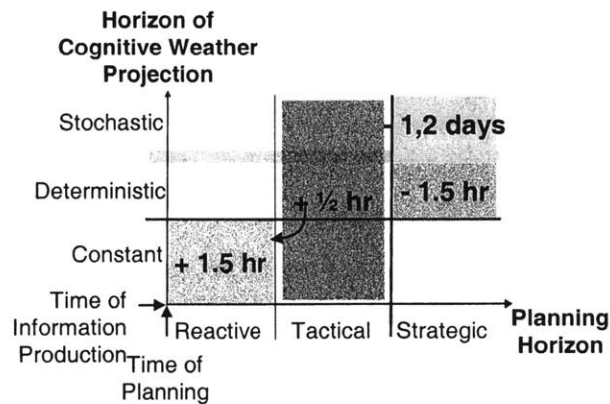 Horizon of
Cognitive Weather
Projection
Stochastic
- 1,2 days
Deterministic
+ ½ hr
- 1.5 hr
Constant
+ 1.5 hr
Time of
Information
Production
Reactive
Tactical
Strategic
Planning
Horizon
Time of
Planning